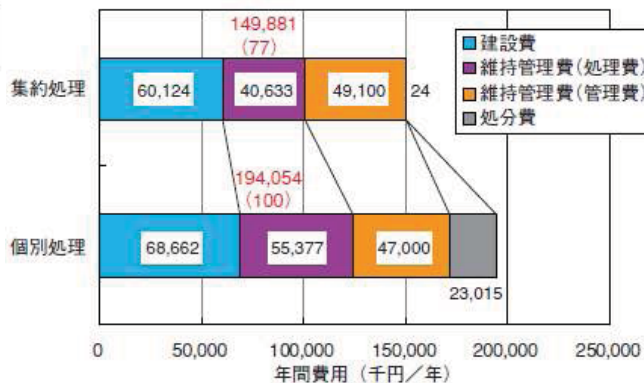 149,881
(77)
集約処理
60,124
40,633
49,100
24
建設費
維持管理費(処理費)
維持管理費(管理費)
処分費
194,054
(100)
個別処理
68,662
55,377
47,000
23,015
0
50,000
100,000
150,000
200,000
250,000
年間費用(千円/年)